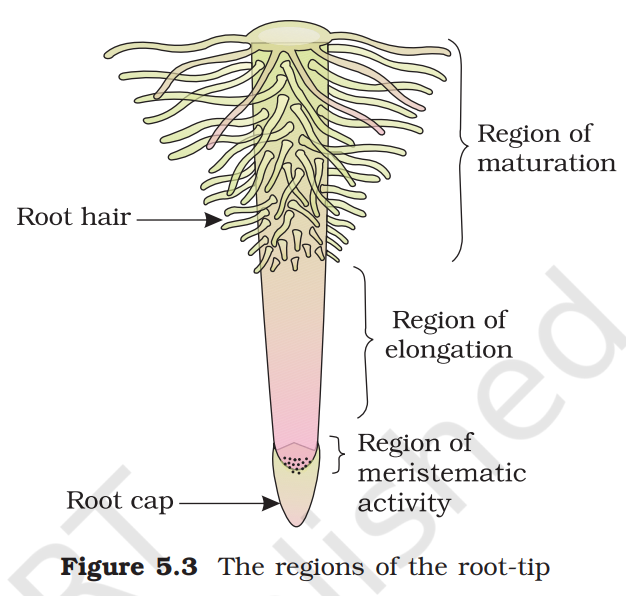 Region of
maturation
Root hair
Region of
elongation
Region of
meristematic
activity
Root cap
Figure 5.3 The regions of the root-tip